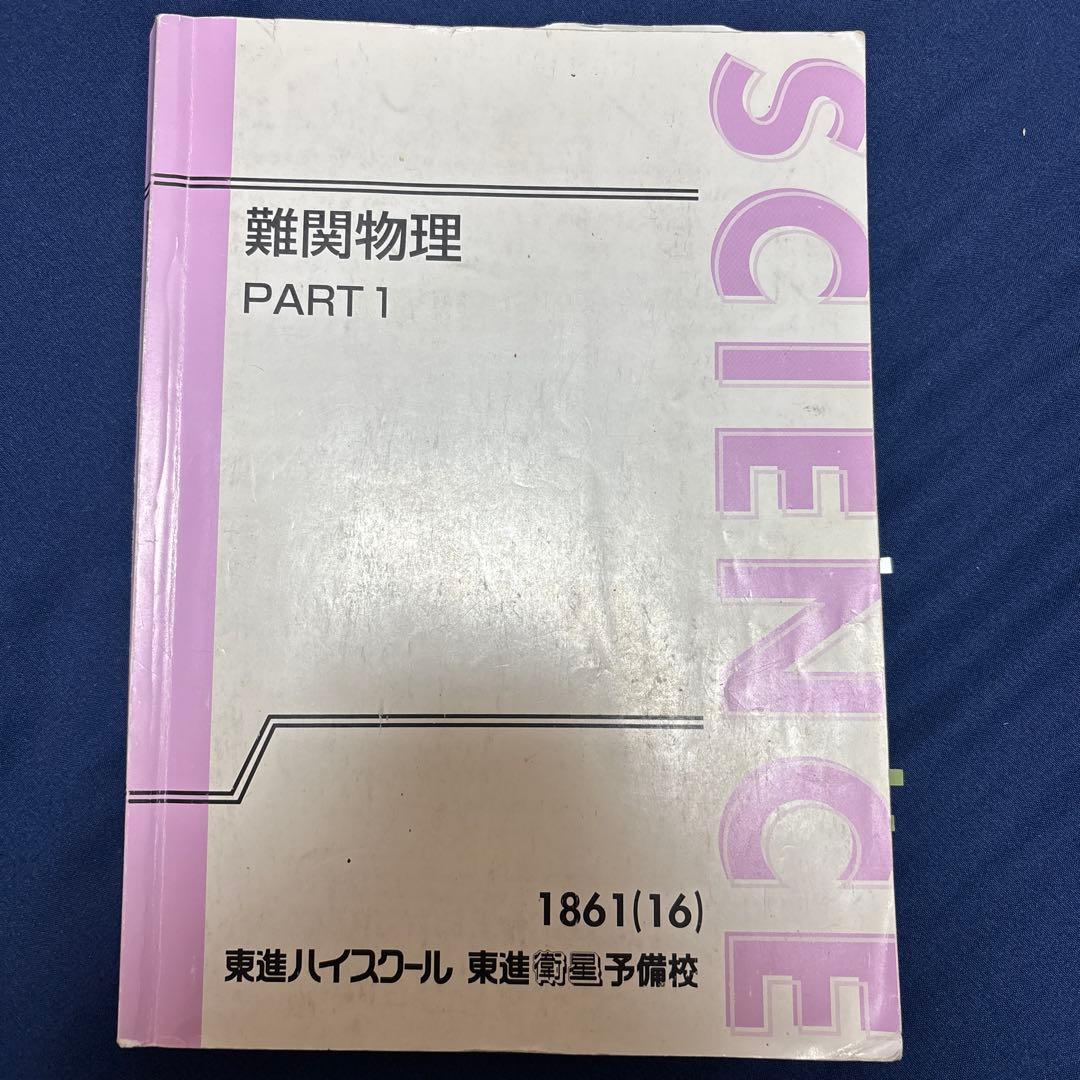 難関物理
PART 1
SCIENCE
1861(16)
東進ハイスクール 東進衛星予備校